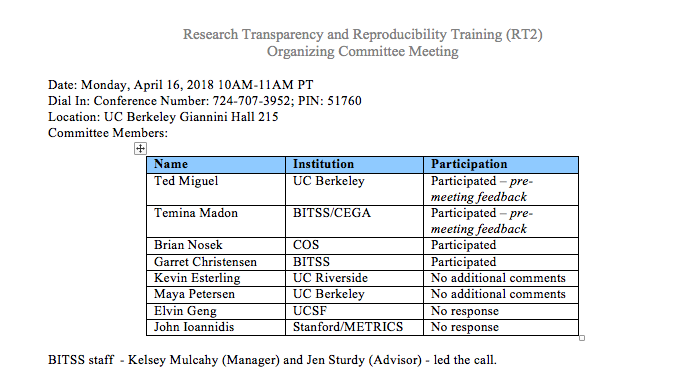 Research Transparency and Reproducibility Training (RT2)
Organizing Committee Meeting
Date: Monday, April 16, 2018 10AM-11AM PT
Dial In: Conference Number: 724-707-3952; PIN: 51760
Location: UC Berkeley Giannini Hall 215
Committee Members:
Name Institution Participation
Ted Miguel UC Berkeley Participated – pre-
meeting feedback
Temina Madon BITSS/CEGA Participated – pre-
meeting feedback
Brian Nosek COS Participated
Garret Christensen BITSS Participated
Kevin Esterling UC Riverside No additional comments
Maya Petersen UC Berkeley No additional comments
Elvin Geng UCSF No response
John Ioannidis Stanford/METRICS No response
BITSS staff - Kelsey Mulcahy (Manager) and Jen Sturdy (Advisor) - led the call.